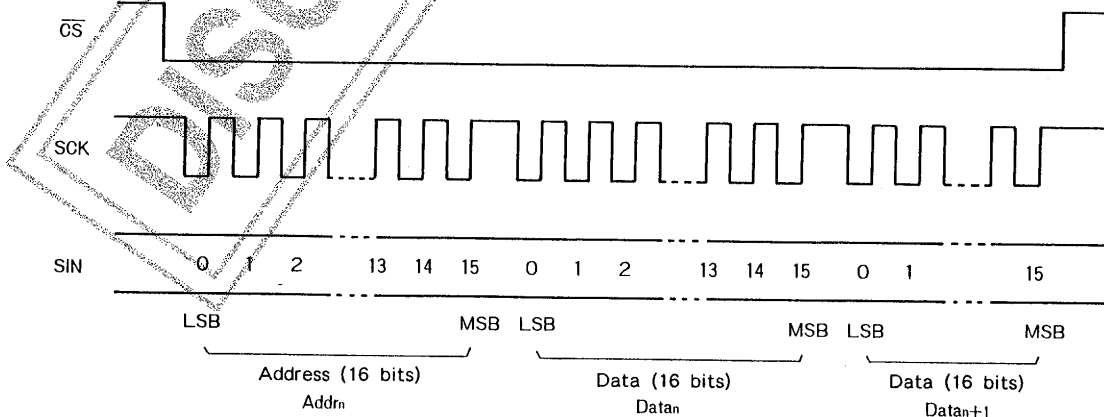 CS
SCK
SIN 0 1 2 13 14 15 0 1 2 13 14 15 0 1 15
LSB MSB LSB MSB LSB MSB
Address (16 bits) Data (16 bits) Data (16 bits)
Addrn Datan Datan+1
DISC